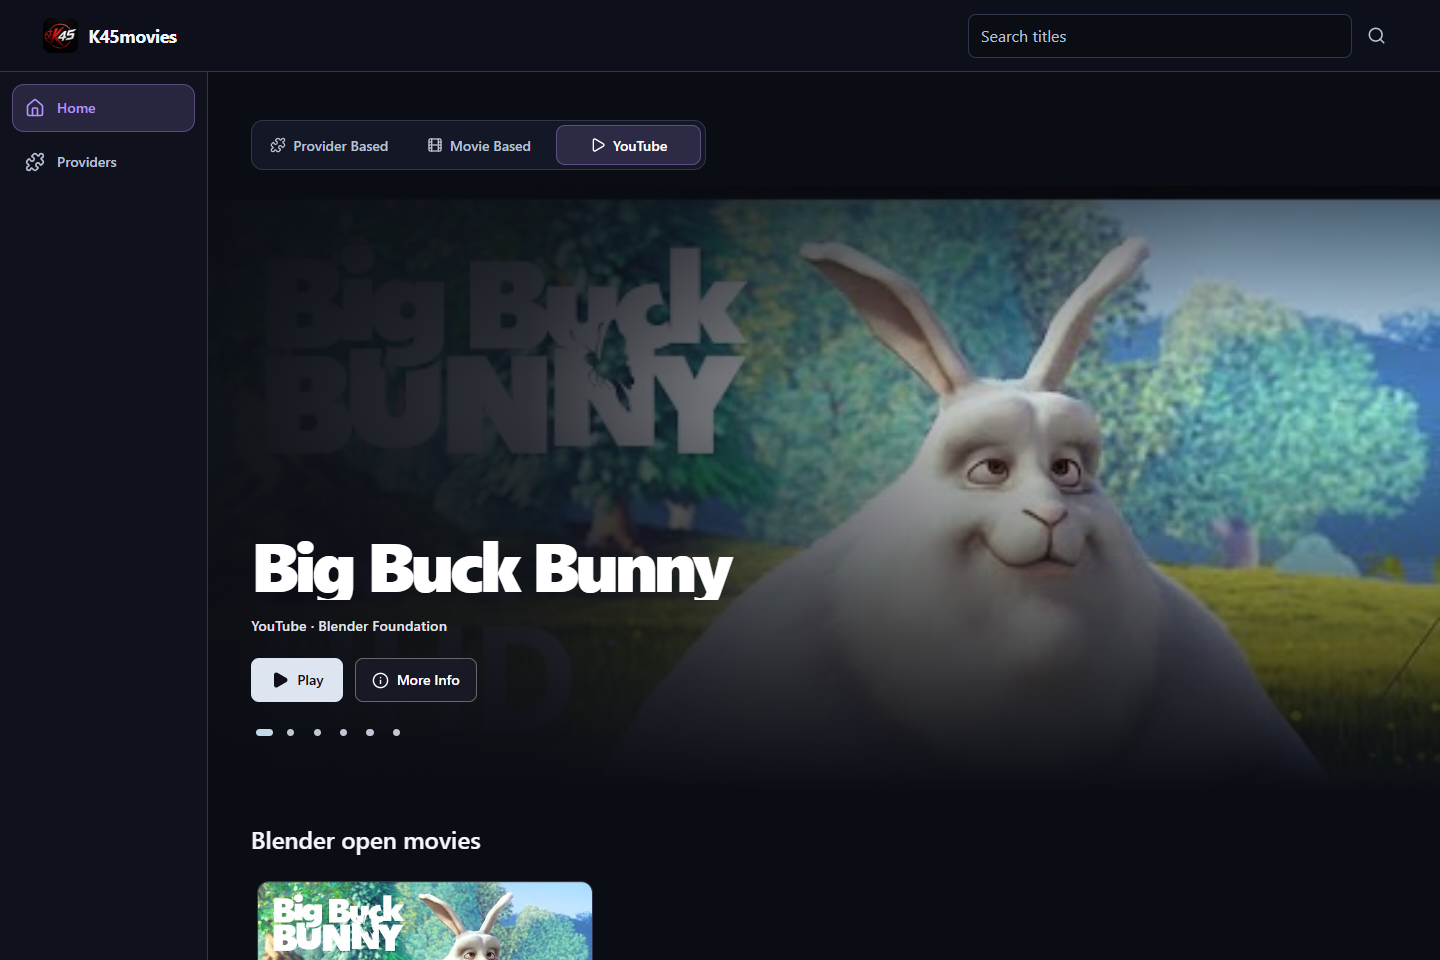 K45
K45movies
Search titles
Home
Providers
Provider Based
Movie Based
YouTube
Big Buck
BUNNY
Big Buck Bunny
YouTube · Blender Foundation
Play
More Info
Blender open movies
Big Buck
BUNNY